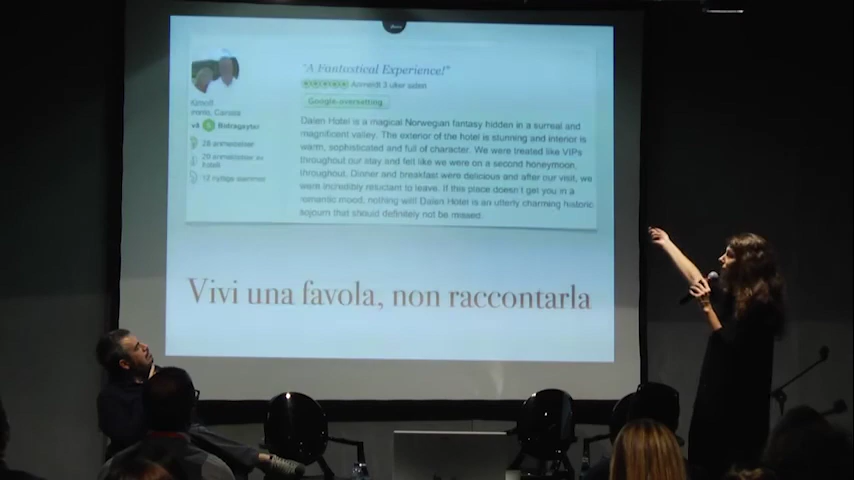 "A Fantastical Experience!"
Anmeldt 3 uker siden
Google-oversetting
Dalen Hotel is a magical Norwegian fantasy hidden in a surreal and
magnificent valley. The exterior of the hotel is stunning and interior is
warm, sophisticated and full of character. We were treated like VIPs
throughout our stay and felt like we were on a second honeymoon,
throughout. Dinner and breakfast were delicious and after our visit, we
were incredibly reluctant to leave. If this place doesn't get you in a
romantic mood, nothing will! Dalen Hotel is an utterly charming historic
sojourn that should definitely not be missed.
Canada
Bidragsyter
28 anmeldelser
20 anmeldelser av
hotell
12 nyttige stemmer
Vivi una favola, non raccontarla